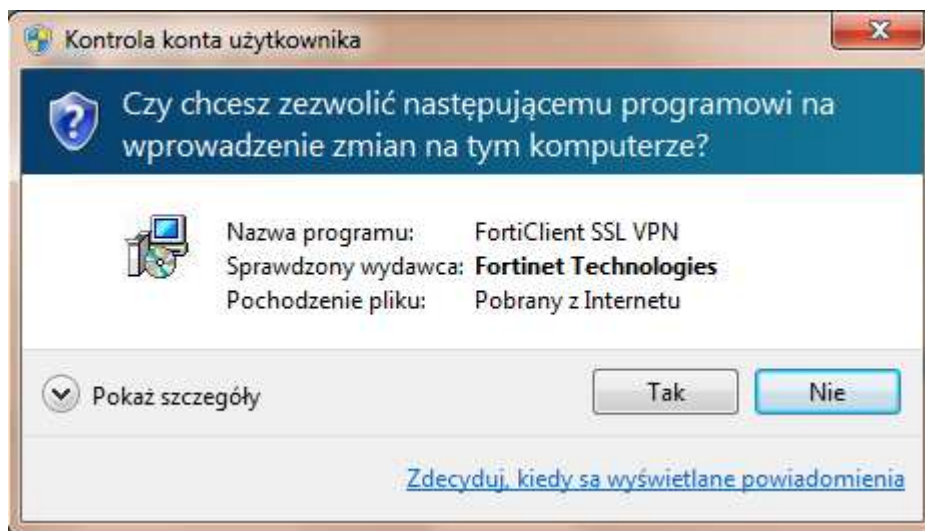 Kontrola konta użytkownika
Czy chcesz zezwolić następującemu programowi na
wprowadzenie zmian na tym komputerze?
Nazwa programu: FortiClient SSL VPN
Sprawdzony wydawca: Fortinet Technologies
Pochodzenie pliku: Pobrany z Internetu
Pokaż szczegóły Tak Nie
Zdecyduj, kiedy są wyświetlane powiadomienia